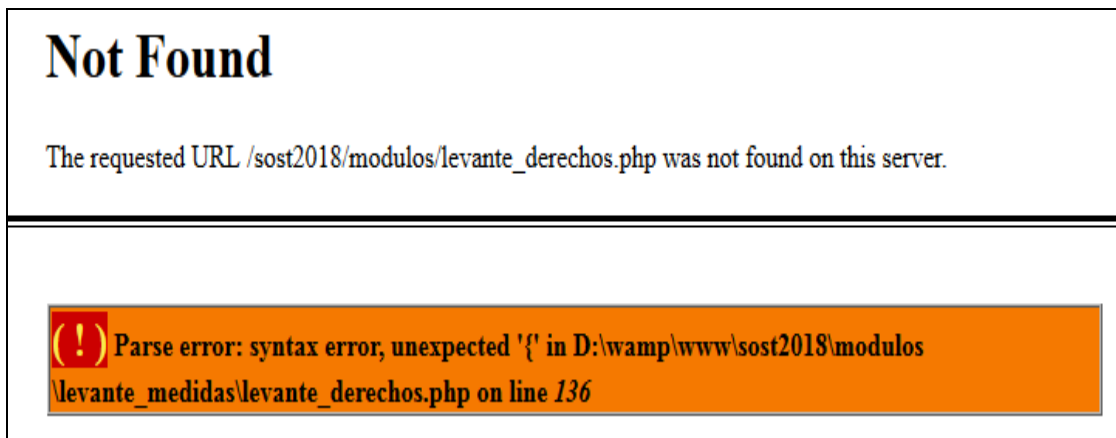 Not Found
The requested URL /sost2018/modulos/levante_derechos.php was not found on this server.
( ! ) Parse error: syntax error, unexpected '{' in D:\wamp\www\sost2018\modulos
\levante_medidas\levante_derechos.php on line 136